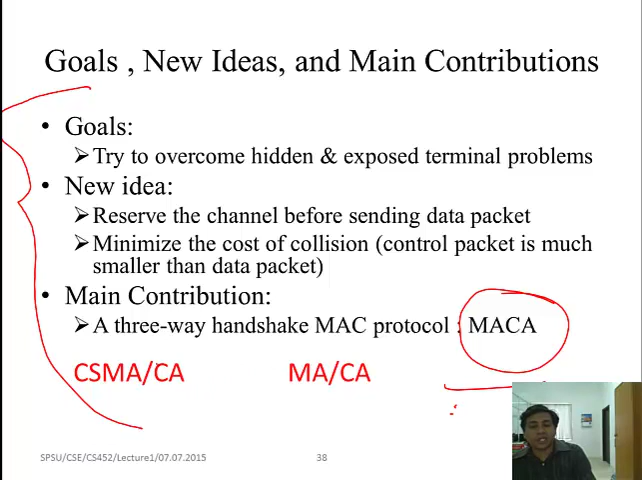 Goals , New Ideas, and Main Contributions
• Goals:
➢Try to overcome hidden & exposed terminal problems
• New idea:
➢Reserve the channel before sending data packet
➢Minimize the cost of collision (control packet is much
smaller than data packet)
• Main Contribution:
➢A three-way handshake MAC protocol : MACA
CSMA/CA MA/CA
SPSU/CSE/CS452/Lecture1/07.07.2015 38